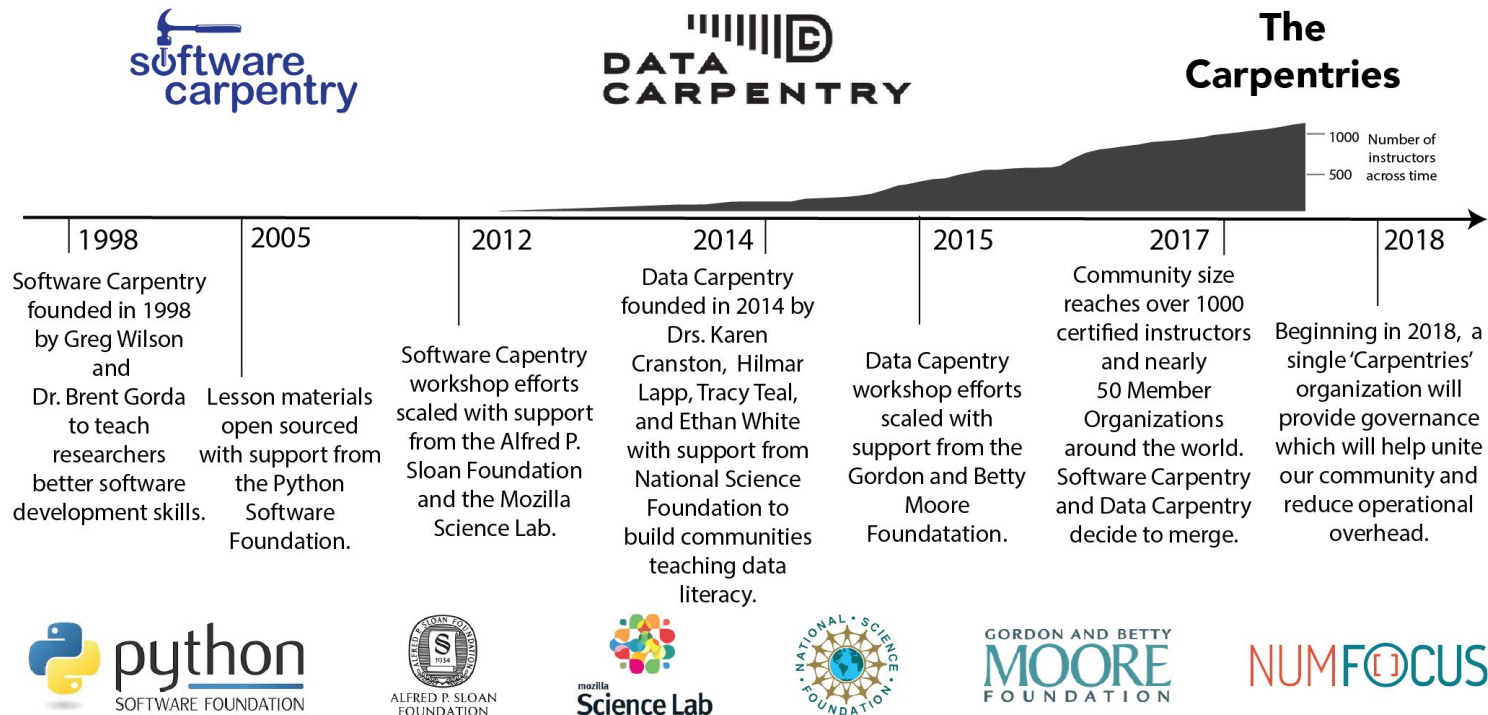 software
carpentry
DATA
CARPENTRY
The
Carpentries
1000
500
Number of
instructors
across time
1998
Software Carpentry
founded in 1998
by Greg Wilson
and
Dr. Brent Gorda
to teach
researchers
better software
development skills.
2005
Lesson materials
open sourced
with support from
the Python
Software
Foundation.
2012
Software Capentry
workshop efforts
scaled with support
from the Alfred P.
Sloan Foundation
and the Mozilla
Science Lab.
2014
Data Carpentry
founded in 2014 by
Drs. Karen
Cranston, Hilmar
Lapp, Tracy Teal,
and Ethan White
with support from
National Science
Foundation to
build communities
teaching data
literacy.
2015
Data Capentry
workshop efforts
scaled with
support from the
Gordon and Betty
Moore
Foundatation.
2017
Community size
reaches over 1000
certified instructors
and nearly
50 Member
Organizations
around the world.
Software Carpentry
and Data Carpentry
decide to merge.
2018
Beginning in 2018, a
single 'Carpentries'
organization will
provide governance
which will help unite
our community and
reduce operational
overhead.
python
SOFTWARE FOUNDATION
ALFRED P. SLOAN FOUNDATION
S
1934
ALFRED P. SLOAN
FOUNDATION
mozilla
Science Lab
NATIONAL SCIENCE
FOUNDATION
GORDON AND BETTY
MOORE
FOUNDATION
NUMFOCUS